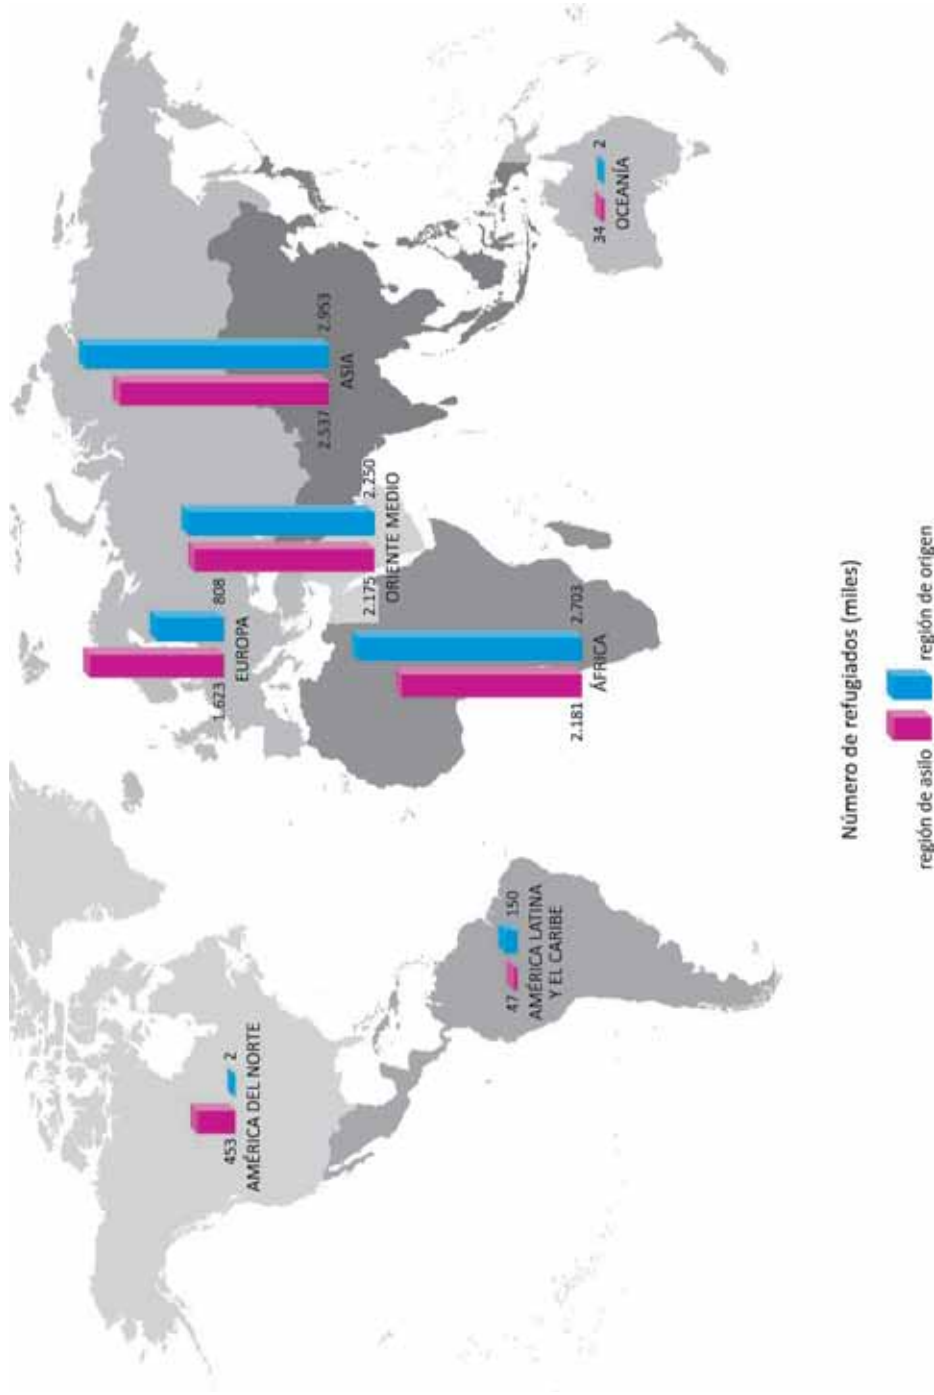 453
2
AMÉRICA DEL NORTE
47
150
AMÉRICA LATINA
Y EL CARIBE
1.623
808
EUROPA
2.175
2.250
ORIENTE MEDIO
2.181
2.703
ÁFRICA
2.537
2.953
ASIA
34
2
OCEANÍA
Número de refugiados (miles)
región de asilo
región de origen